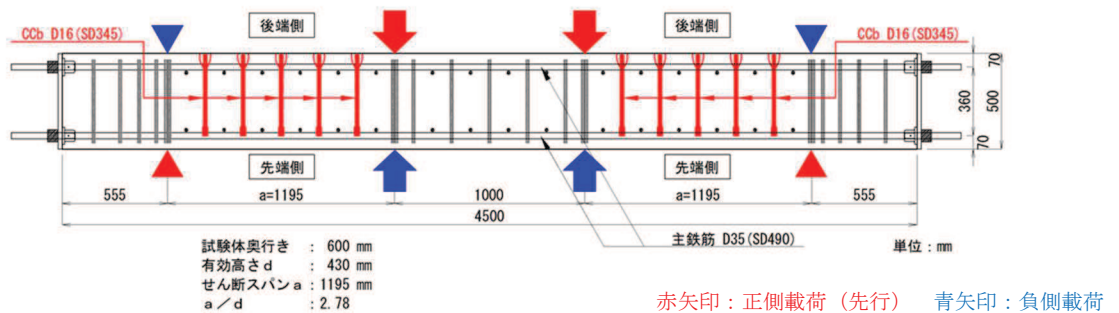 後端側
後端側
CCb D16(SD345)
CCb D16(SD345)
70
360
500
70
先端側
先端側
555
a=1195
1000
a=1195
555
4500
主鉄筋 D35(SD490)
単位：mm
試験体奥行き ： 600 mm
有効高さd ： 430 mm
せん断スパンa：1195 mm
a／d ：2.78
赤矢印：正側載荷（先行） 青矢印：負側載荷